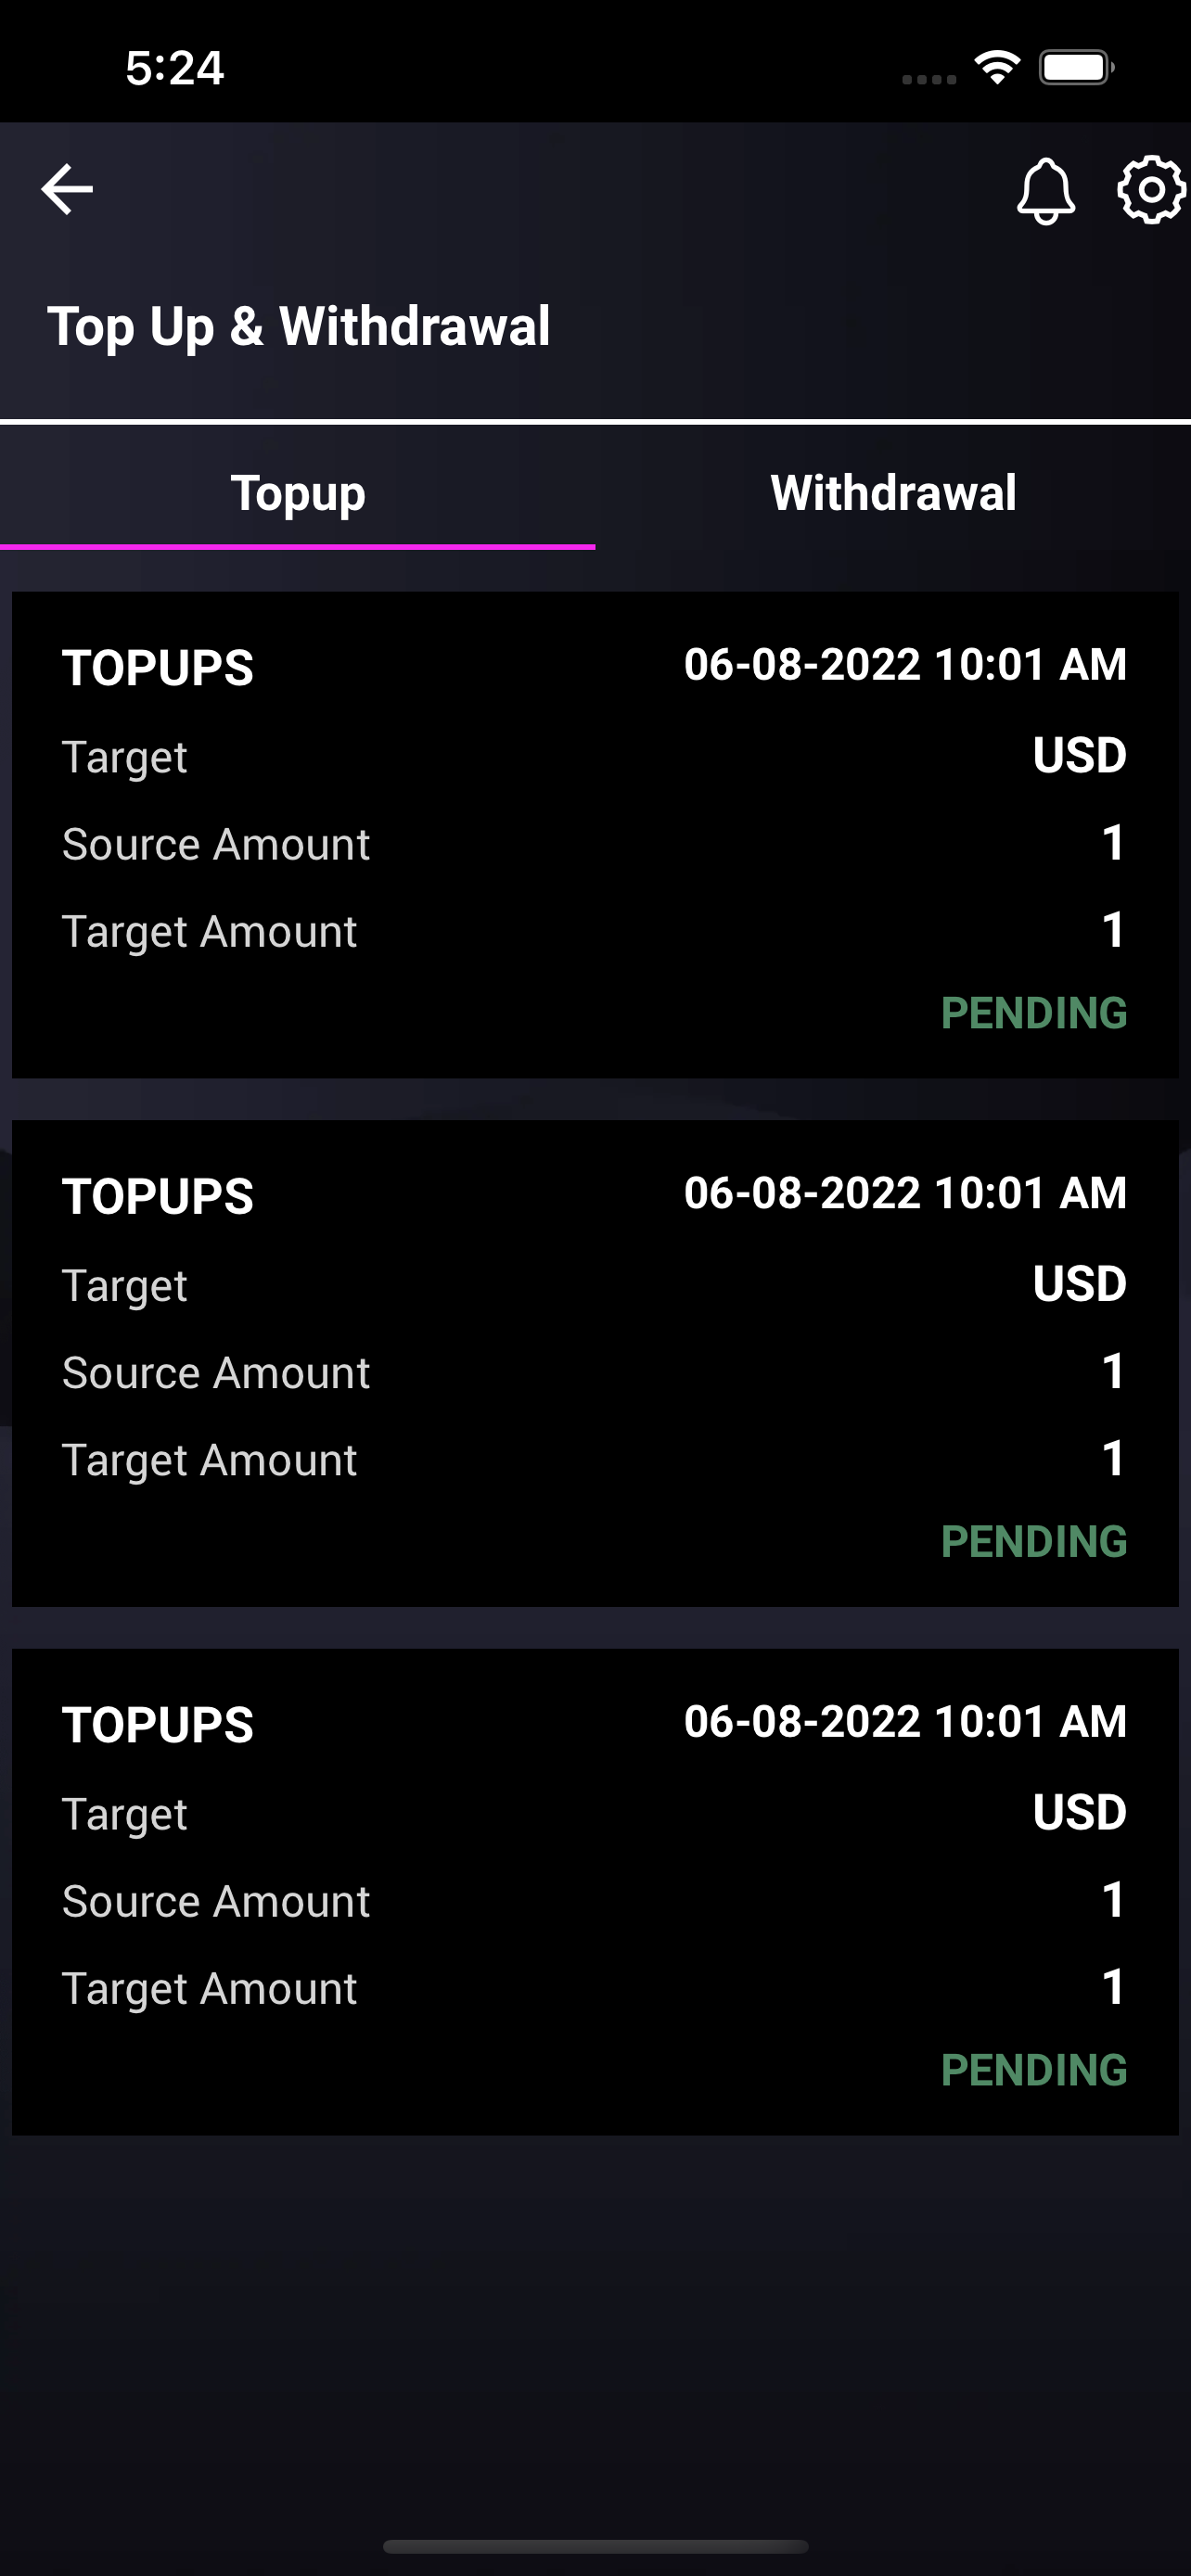 5:24
Top Up & Withdrawal
Topup Withdrawal
TOPUPS 06-08-2022 10:01 AM
Target USD
Source Amount 1
Target Amount 1
PENDING
TOPUPS 06-08-2022 10:01 AM
Target USD
Source Amount 1
Target Amount 1
PENDING
TOPUPS 06-08-2022 10:01 AM
Target USD
Source Amount 1
Target Amount 1
PENDING